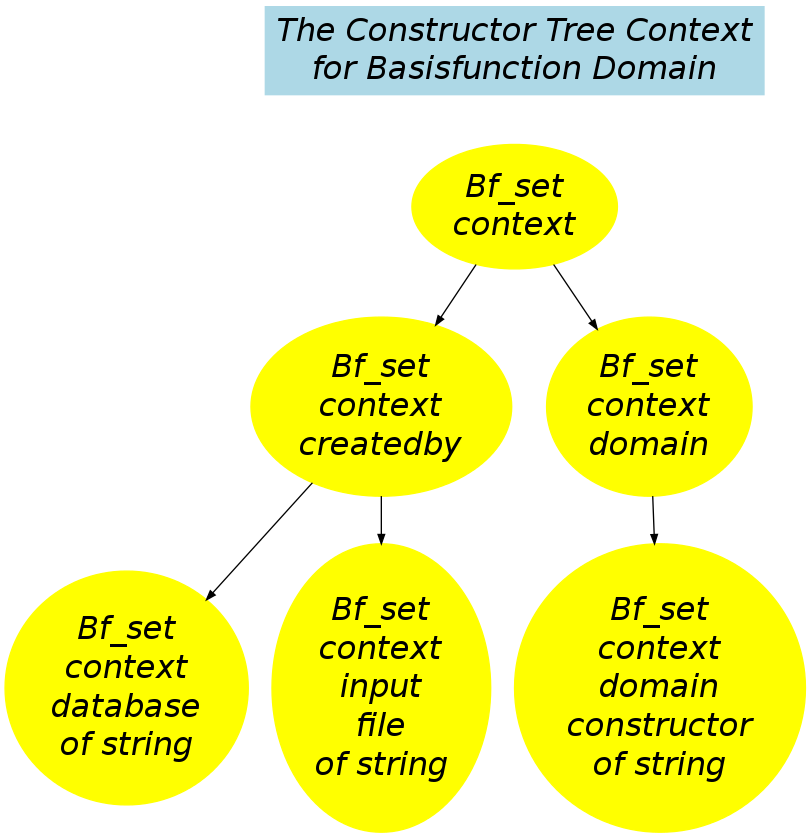 The Constructor Tree Context
for Basisfunction Domain
Bf_set
context
Bf_set
context
createdby
Bf_set
context
domain
Bf_set
context
database
of string
Bf_set
context
input
file
of string
Bf_set
context
domain
constructor
of string